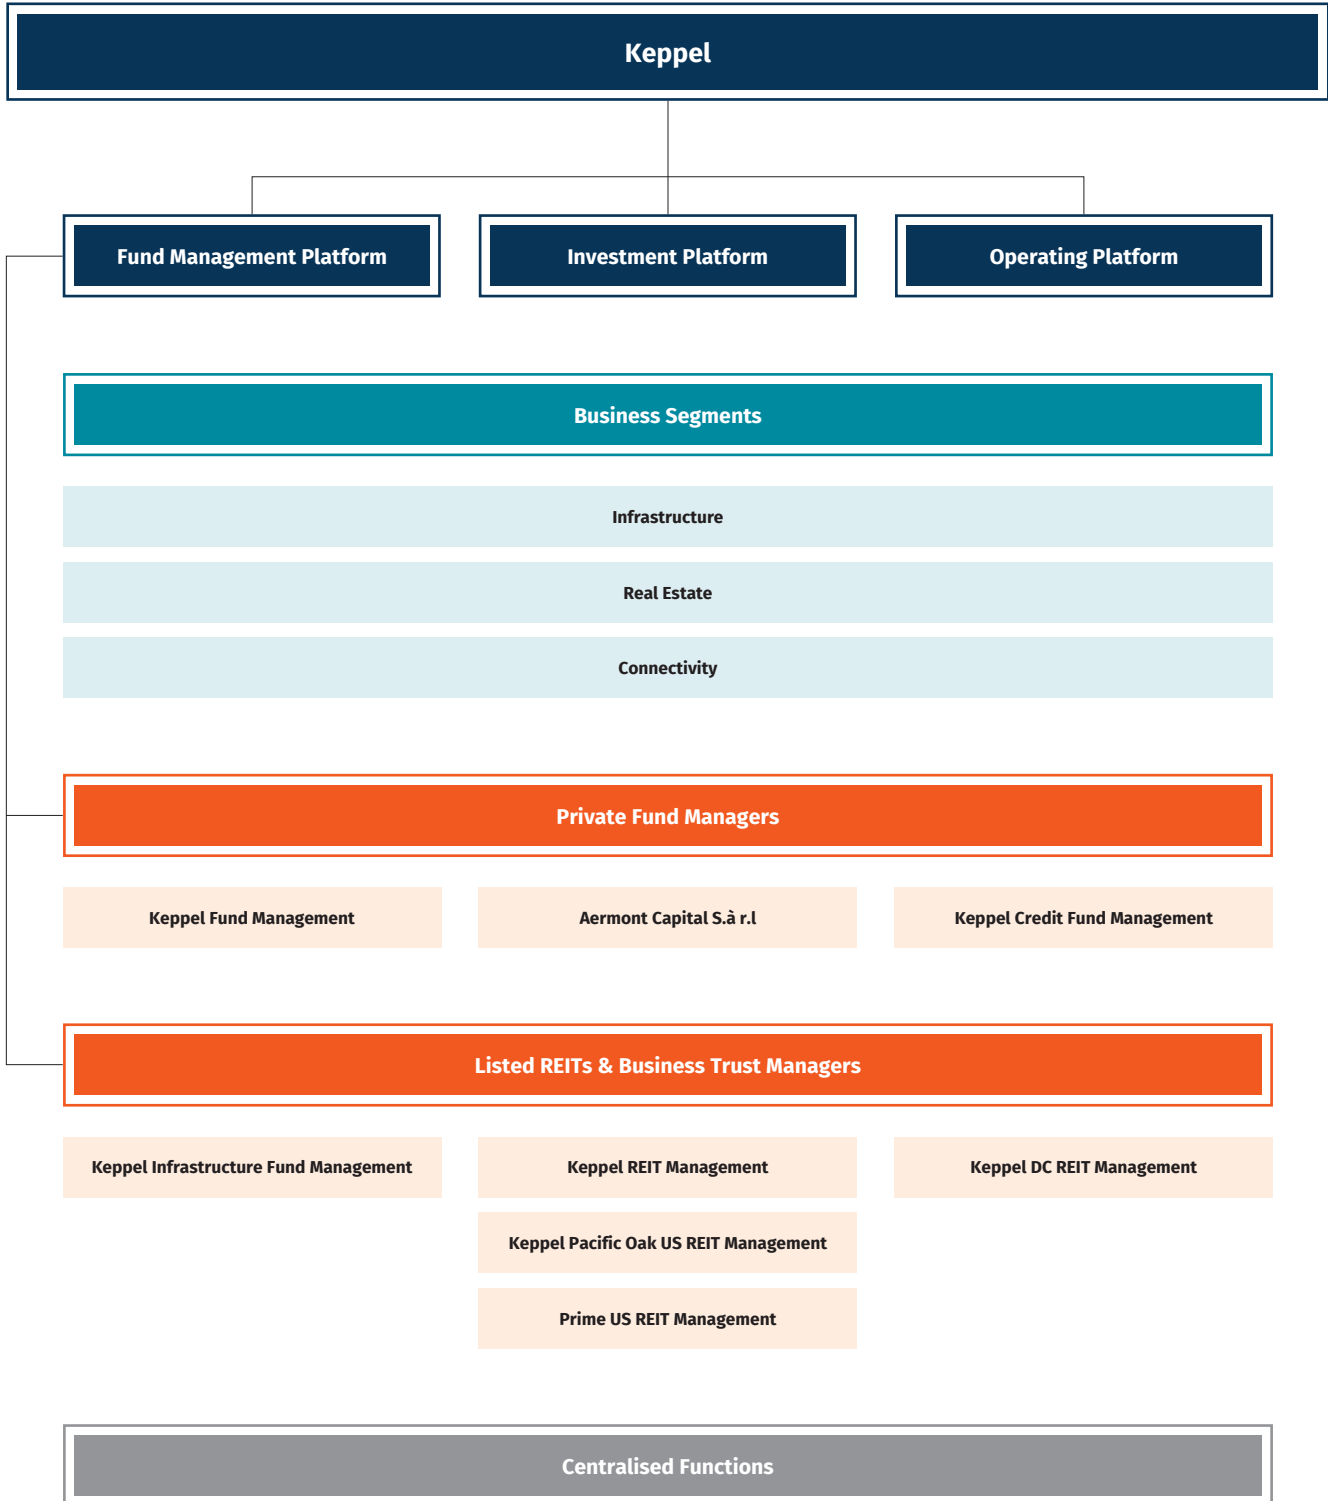 Keppel
Fund Management Platform
Investment Platform
Operating Platform
Business Segments
Infrastructure
Real Estate
Connectivity
Private Fund Managers
Keppel Fund Management
Aermont Capital S.à r.l
Keppel Credit Fund Management
Listed REITs & Business Trust Managers
Keppel Infrastructure Fund Management
Keppel REIT Management
Keppel DC REIT Management
Keppel Pacific Oak US REIT Management
Prime US REIT Management
Centralised Functions